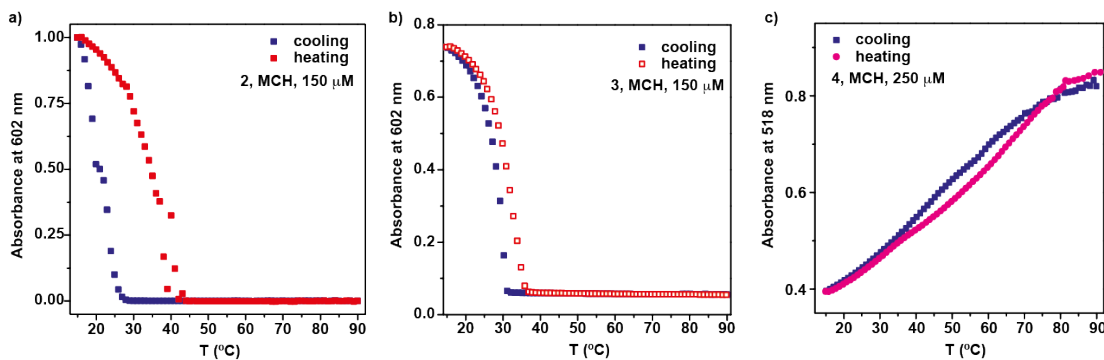 a)
Absorbance at 602 nm
1.00
0.75
0.50
0.25
0.00
cooling
heating
2, MCH, 150 μM
20 30 40 50 60 70 80 90
T (ºC)
b)
Absorbance at 602 nm
0.8
0.6
0.4
0.2
0.0
cooling
heating
3, MCH, 150 μM
20 30 40 50 60 70 80 90
T (ºC)
c)
Absorbance at 518 nm
0.8
0.6
0.4
cooling
heating
4, MCH, 250 μM
20 30 40 50 60 70 80 90
T (ºC)